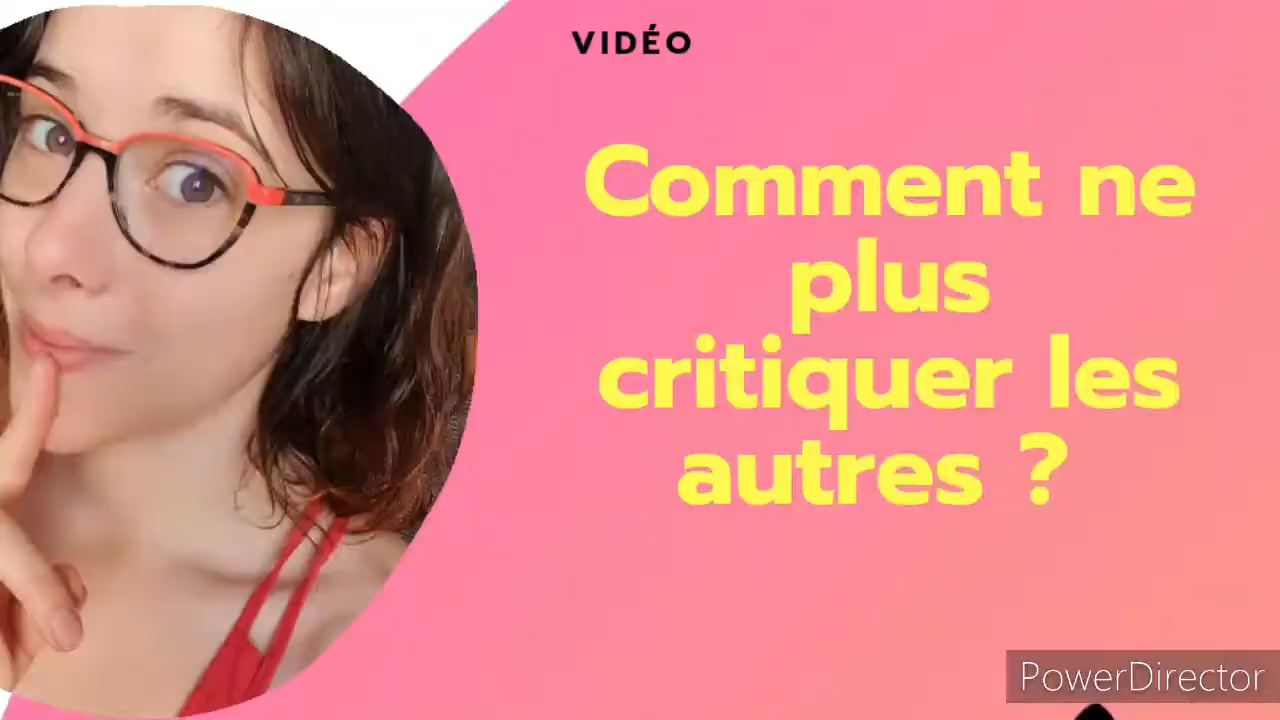 VIDÉO
Comment ne
plus
critiquer les
autres ?
PowerDirector